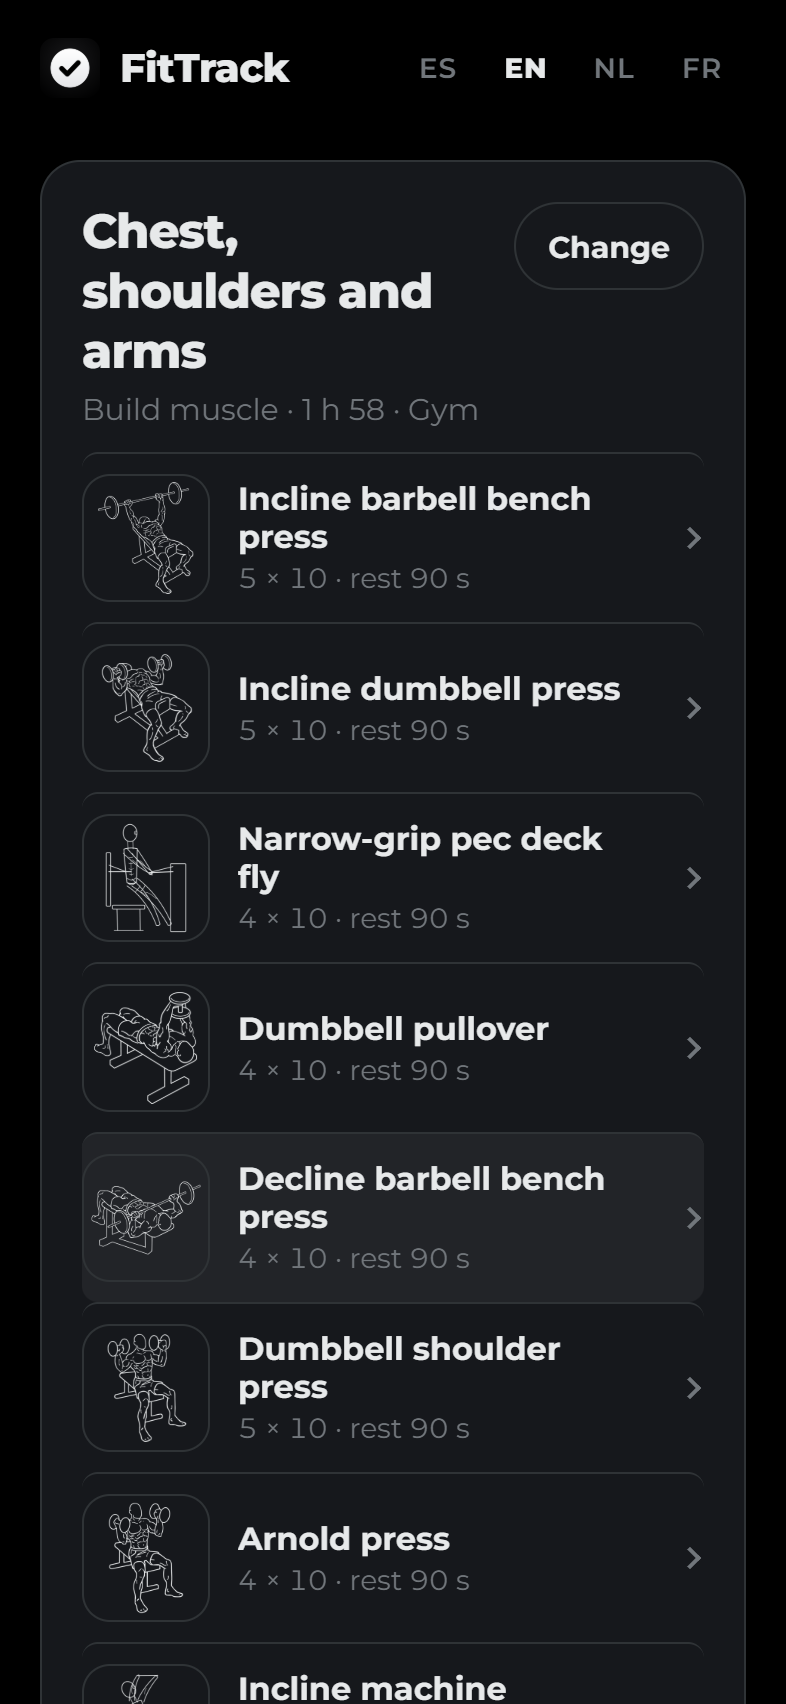 FitTrack
ES EN NL FR
Chest,
shoulders and
arms
Change
Build muscle · 1 h 58 · Gym
Incline barbell bench
press
5 × 10 · rest 90 s
Incline dumbbell press
5 × 10 · rest 90 s
Narrow-grip pec deck
fly
4 × 10 · rest 90 s
Dumbbell pullover
4 × 10 · rest 90 s
Decline barbell bench
press
4 × 10 · rest 90 s
Dumbbell shoulder
press
5 × 10 · rest 90 s
Arnold press
4 × 10 · rest 90 s
Incline machine